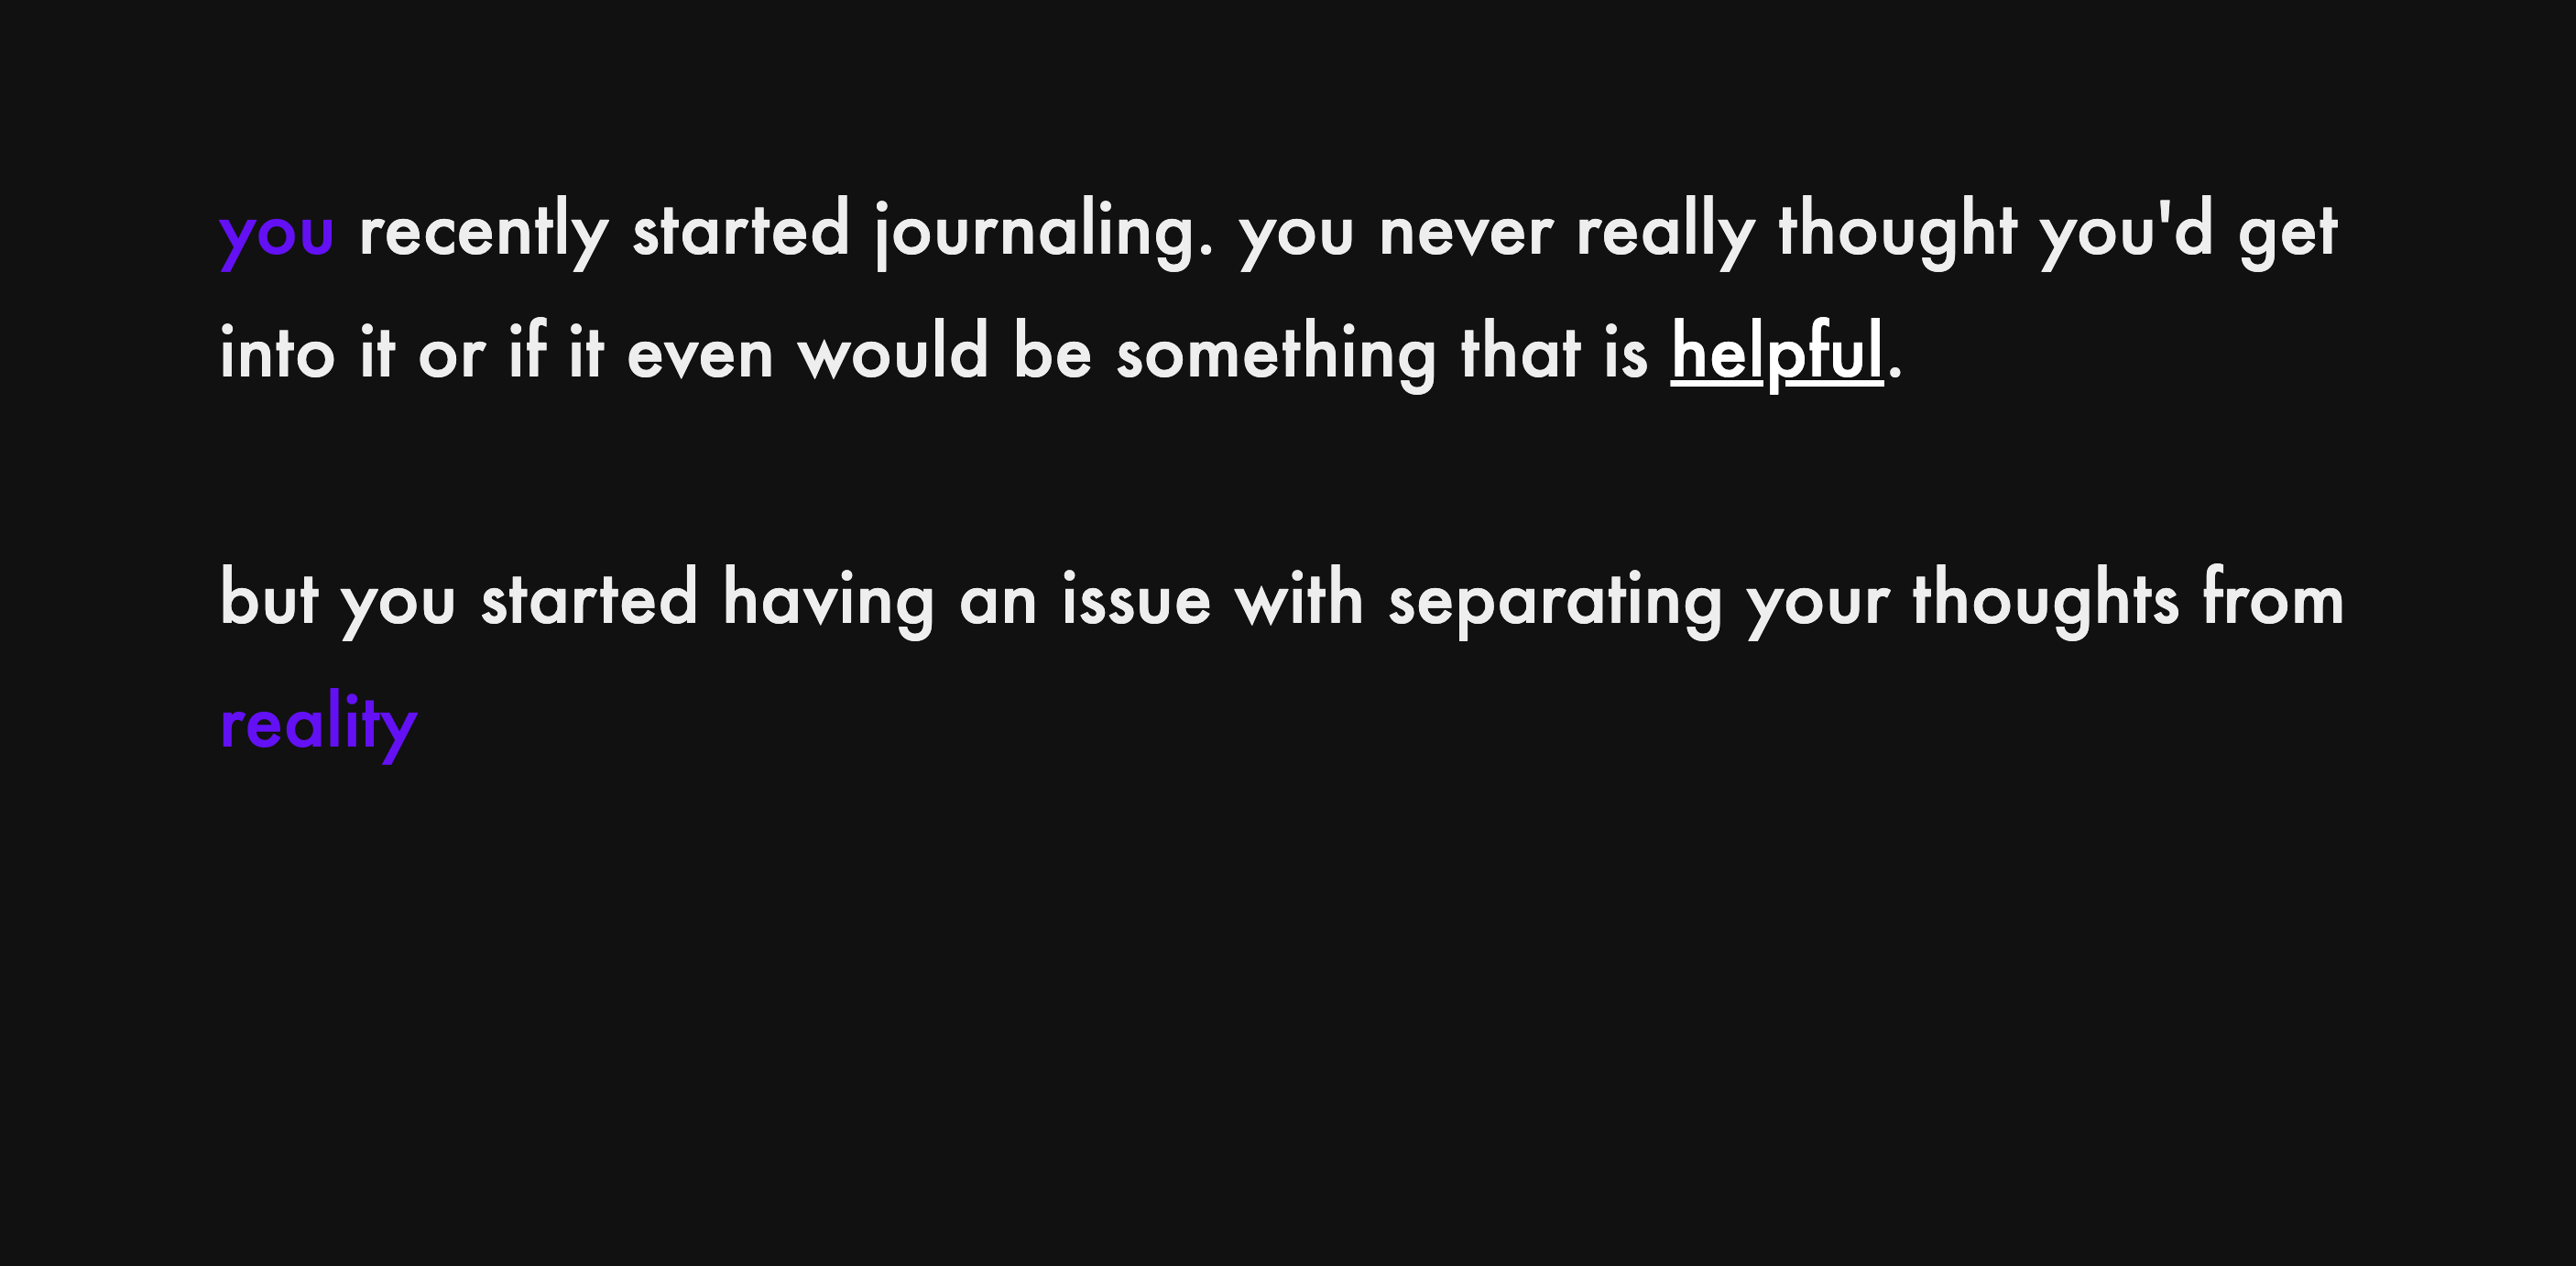 you recently started journaling. you never really thought you'd get
into it or if it even would be something that is helpful.
but you started having an issue with separating your thoughts from
reality